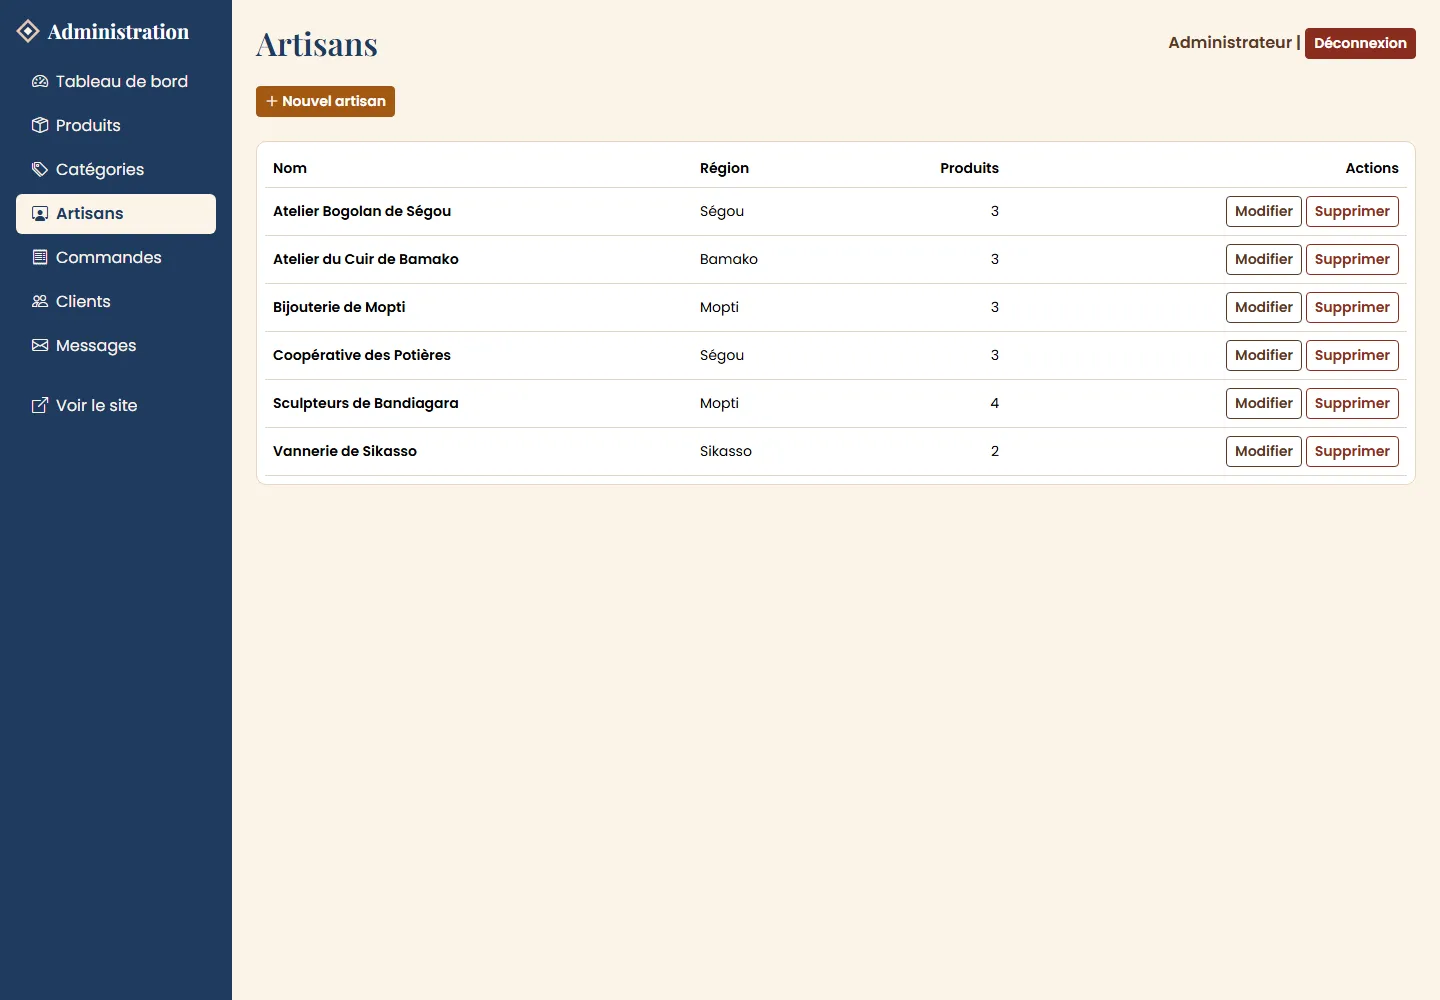 Administration
Tableau de bord
Produits
Catégories
Artisans
Commandes
Clients
Messages
Voir le site
Artisans
Administrateur | Déconnexion
+ Nouvel artisan
Nom Région Produits Actions
Atelier Bogolan de Ségou Ségou 3 Modifier Supprimer
Atelier du Cuir de Bamako Bamako 3 Modifier Supprimer
Bijouterie de Mopti Mopti 3 Modifier Supprimer
Coopérative des Potières Ségou 3 Modifier Supprimer
Sculpteurs de Bandiagara Mopti 4 Modifier Supprimer
Vannerie de Sikasso Sikasso 2 Modifier Supprimer